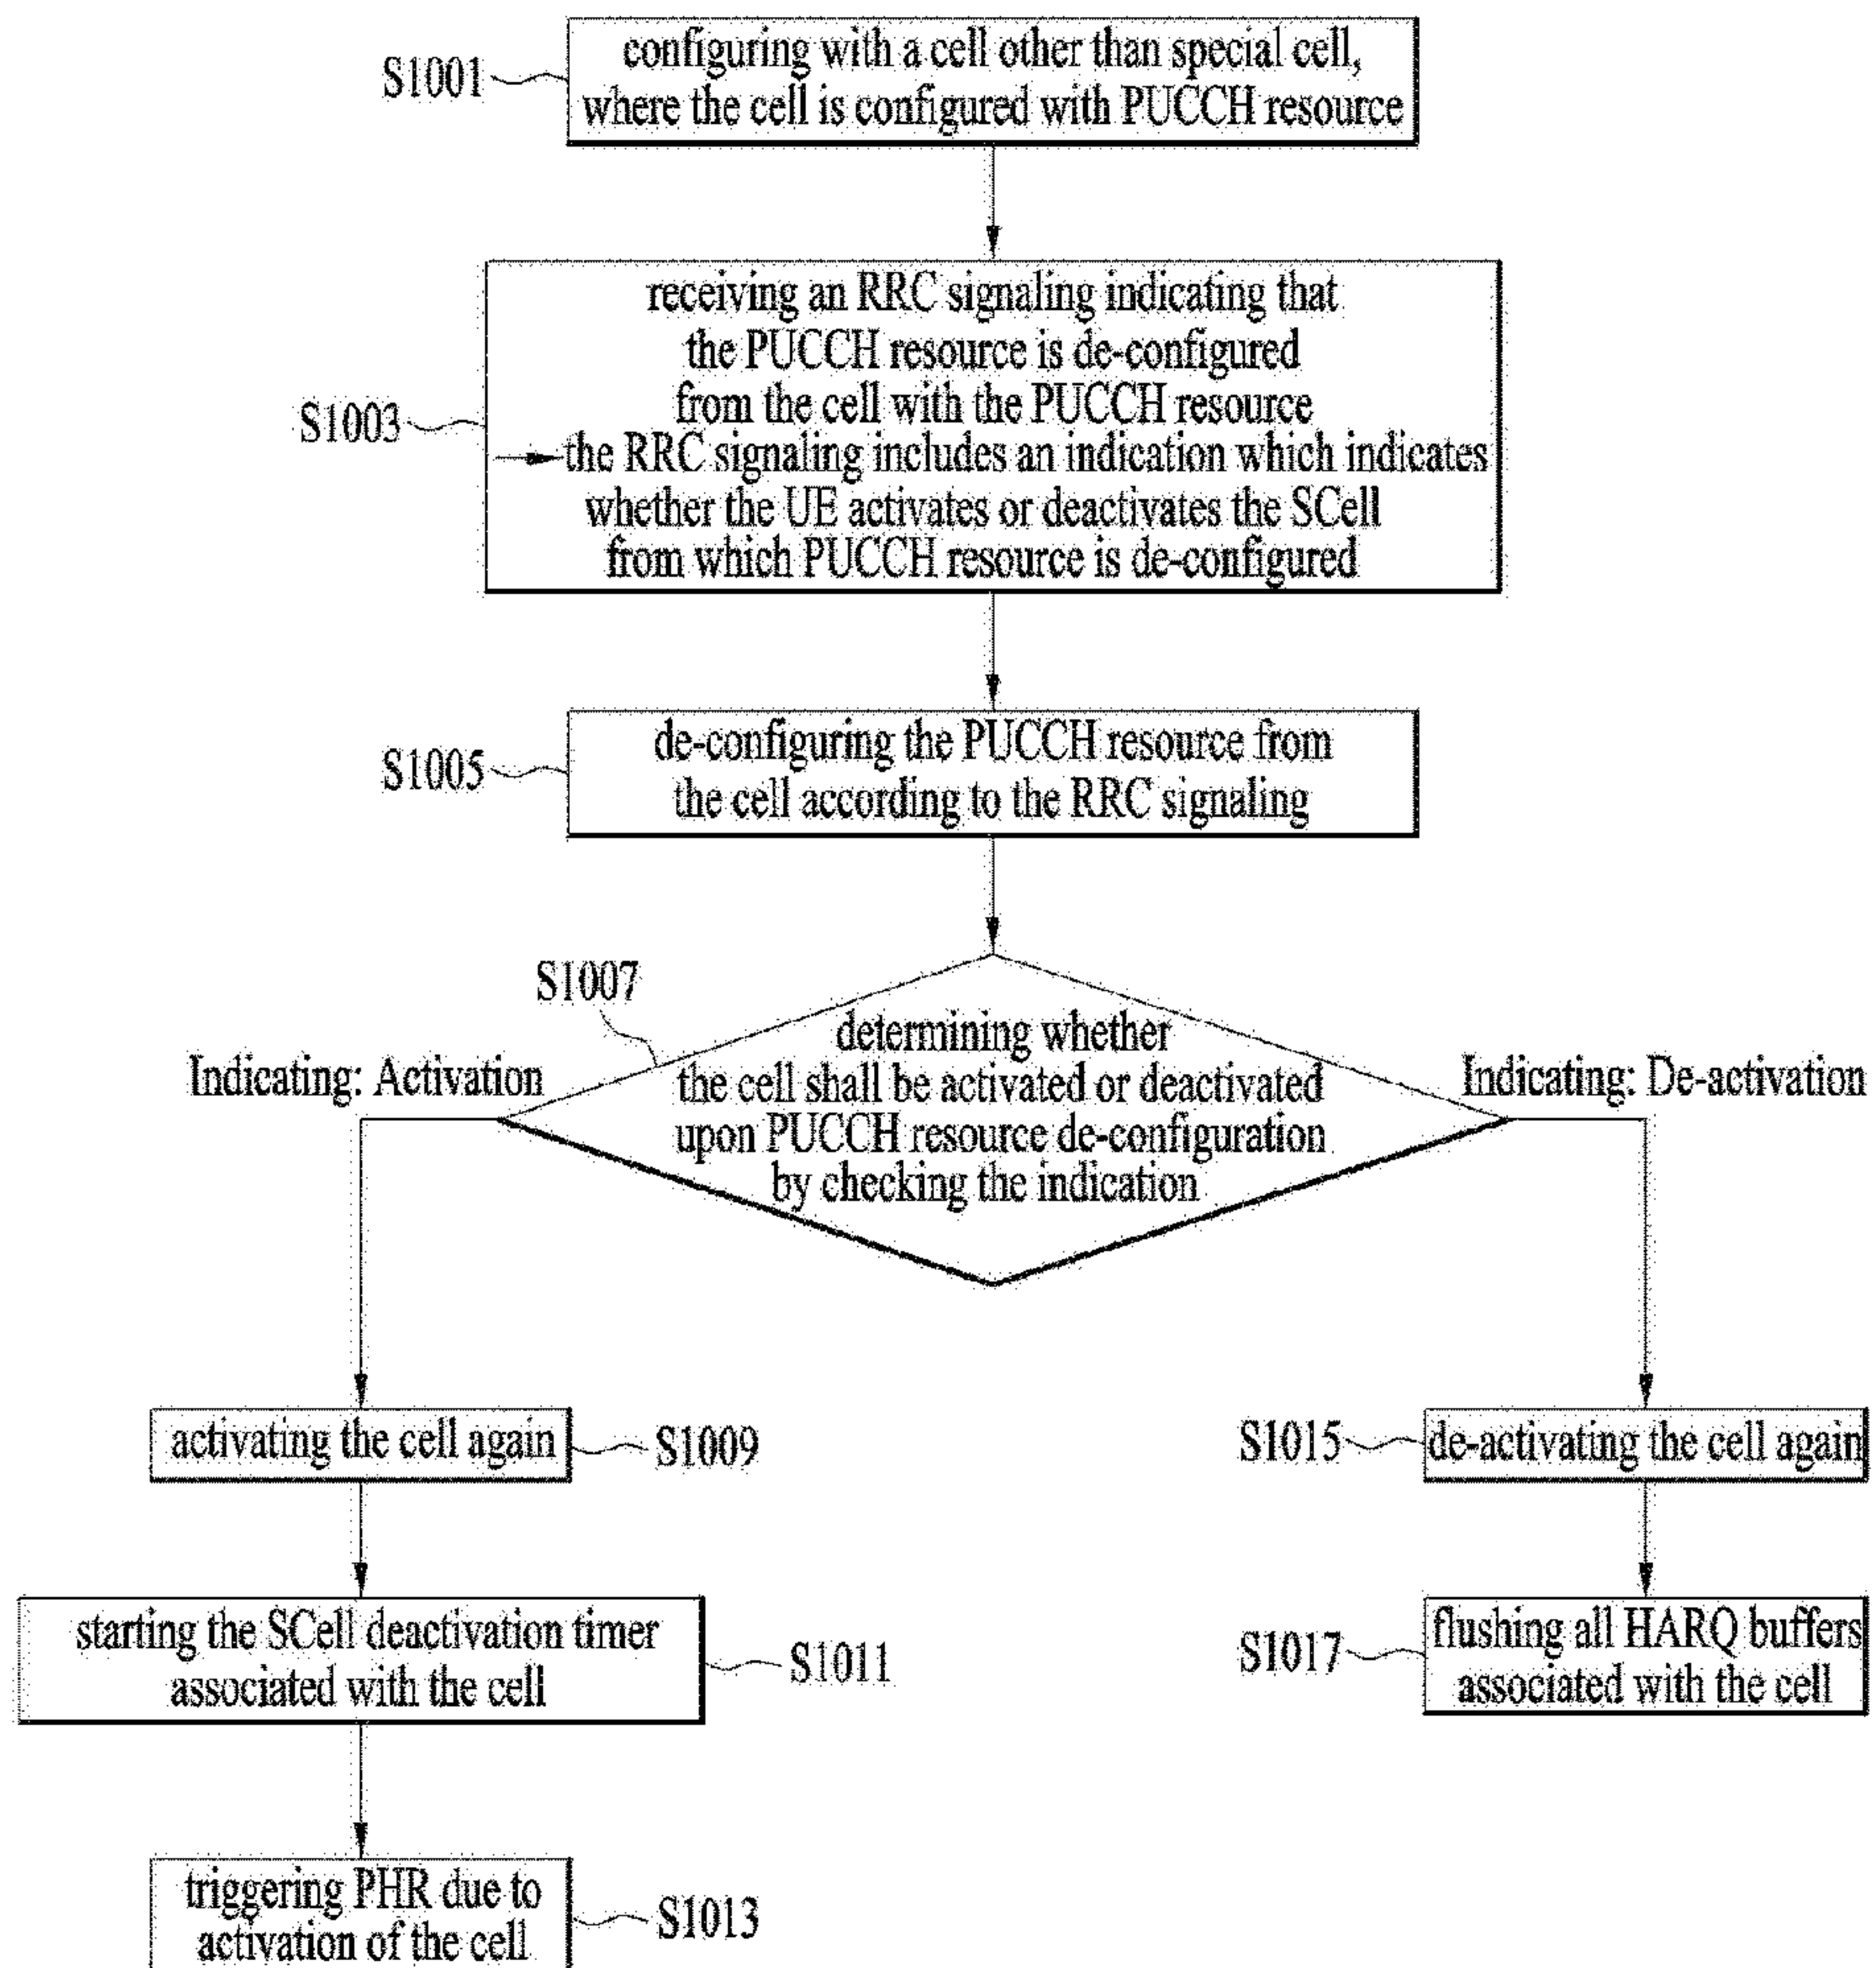 S1001
configuring with a cell other than special cell,
where the cell is configured with PUCCH resource
S1003
receiving an RRC signaling indicating that
the PUCCH resource is de-configured
from the cell with the PUCCH resource
the RRC signaling includes an indication which indicates
whether the UE activates or deactivates the SCell
from which PUCCH resource is de-configured
S1005
de-configuring the PUCCH resource from
the cell according to the RRC signaling
S1007
determining whether
the cell shall be activated or deactivated
upon PUCCH resource de-configuration
by checking the indication
Indicating: Activation
Indicating: De-activation
activating the cell again
S1009
S1015
de-activating the cell again
starting the SCell deactivation timer
associated with the cell
S1011
S1017
flushing all HARQ buffers
associated with the cell
triggering PHR due to
activation of the cell
S1013